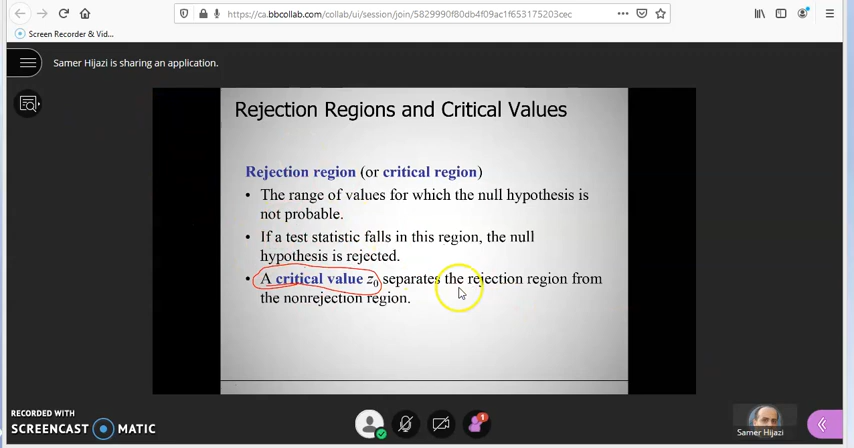 https://ca.bbcollab.com/collab/ui/session/join/5829990f80db4f09ac1f653175203cec
Screen Recorder & Vid...
Samer Hijazi is sharing an application.
Rejection Regions and Critical Values
Rejection region (or critical region)
• The range of values for which the null hypothesis is
not probable.
• If a test statistic falls in this region, the null
hypothesis is rejected.
• A critical value z₀ separates the rejection region from
the nonrejection region.
RECORDED WITH
SCREENCAST MATIC
1
Samer Hijazi